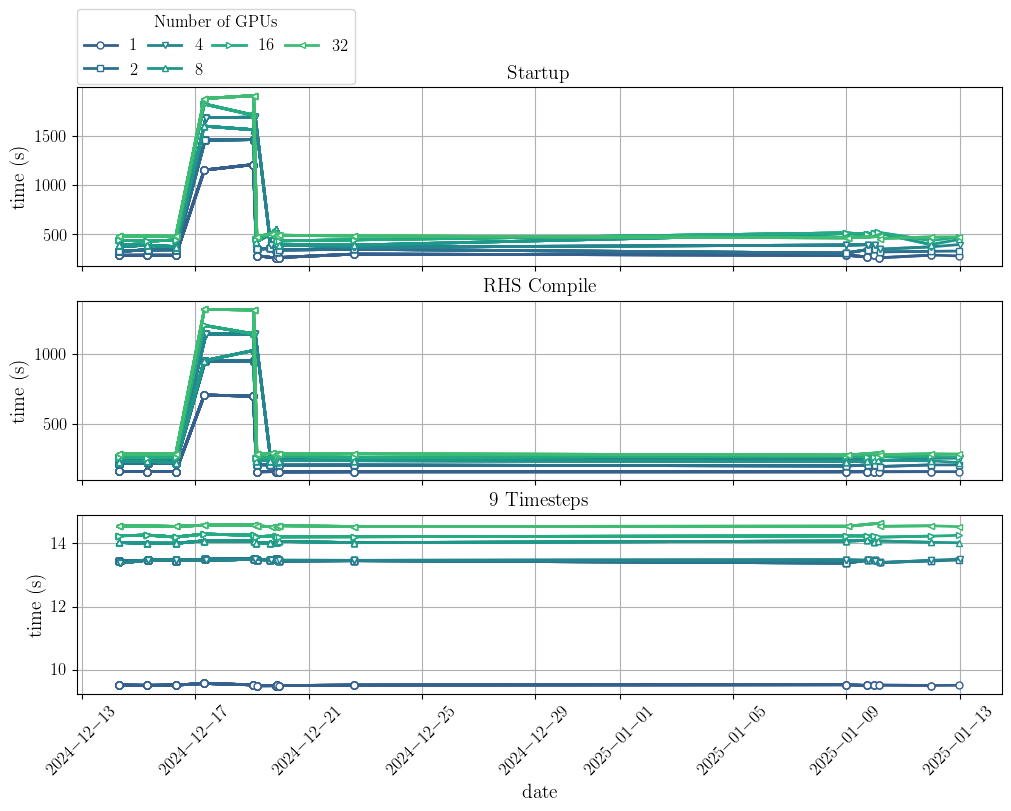 Number of GPUs
1 4 16 32
2 8
Startup
1500
1000
500
time (s)
RHS Compile
1000
500
time (s)
9 Timesteps
14
12
10
time (s)
2024−12−13 2024−12−17 2024−12−21 2024−12−25 2024−12−29 2025−01−01 2025−01−05 2025−01−09 2025−01−13
date